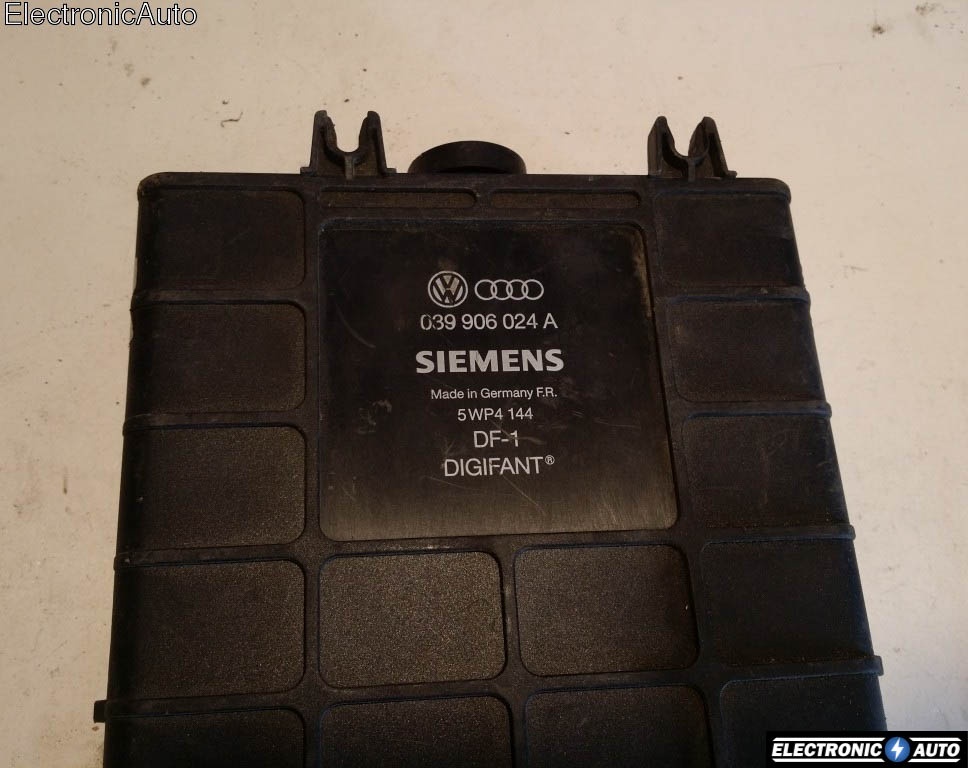 ElectronicAuto
039 906 024 A
SIEMENS
Made in Germany F.R.
5WP4 144
DF-1
DIGIFANT®
ELECTRONIC AUTO